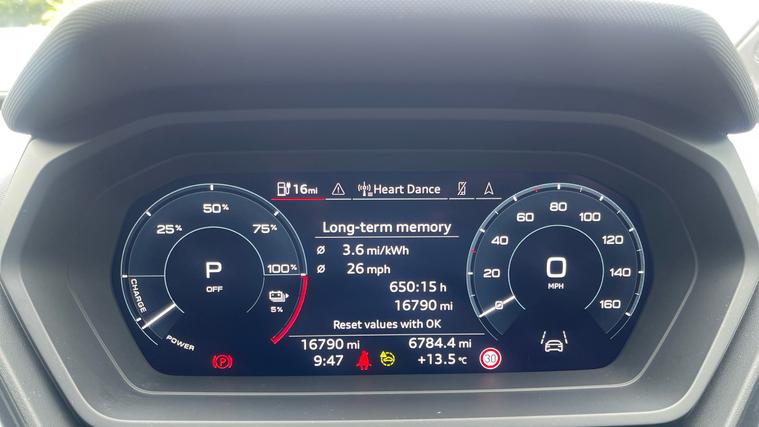 16mi Heart Dance
50%
25% 75%
100%
P
OFF
5%
CHARGE
POWER
Long-term memory
ø 3.6 mi/kWh
ø 26 mph
650:15 h
16790 mi
Reset values with OK
16790 mi 6784.4 mi
9:47 +13.5 °C 30
80
60 100
40 120
20 140
0 160
0
MPH